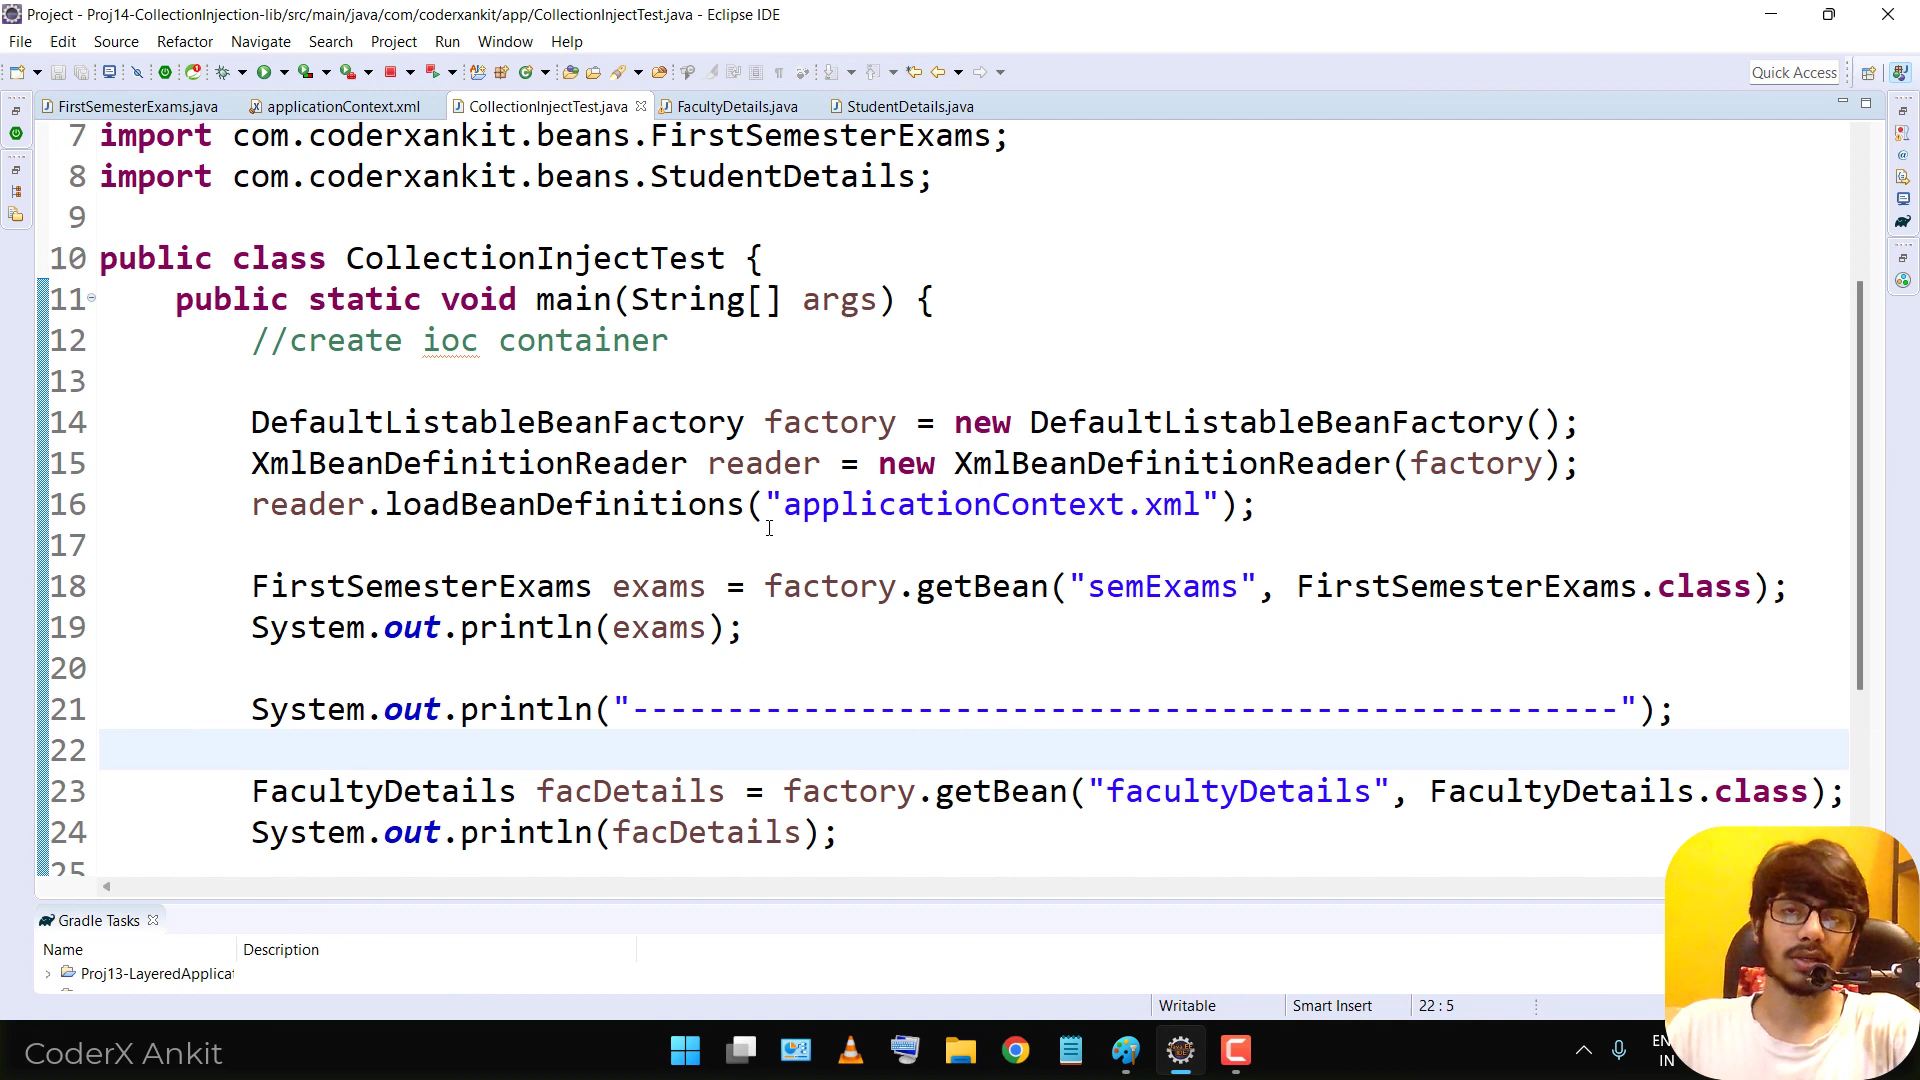 Project - Proj14-CollectionInjection-lib/src/main/java/com/coderxankit/app/CollectionInjectTest.java - Eclipse IDE
File Edit Source Refactor Navigate Search Project Run Window Help
Quick Access
FirstSemesterExams.java applicationContext.xml CollectionInjectTest.java FacultyDetails.java StudentDetails.java
7 import com.coderxankit.beans.FirstSemesterExams;
8 import com.coderxankit.beans.StudentDetails;
9
10 public class CollectionInjectTest {
11 public static void main(String[] args) {
12 //create ioc container
13
14 DefaultListableBeanFactory factory = new DefaultListableBeanFactory();
15 XmlBeanDefinitionReader reader = new XmlBeanDefinitionReader(factory);
16 reader.loadBeanDefinitions("applicationContext.xml");
17
18 FirstSemesterExams exams = factory.getBean("semExams", FirstSemesterExams.class);
19 System.out.println(exams);
20
21 System.out.println("----------------------------------------------------");
22
23 FacultyDetails facDetails = factory.getBean("facultyDetails", FacultyDetails.class);
24 System.out.println(facDetails);
25
Gradle Tasks
Name Description
Proj13-LayeredApplicat
Writable Smart Insert 22 : 5
CoderX Ankit
EN
IN